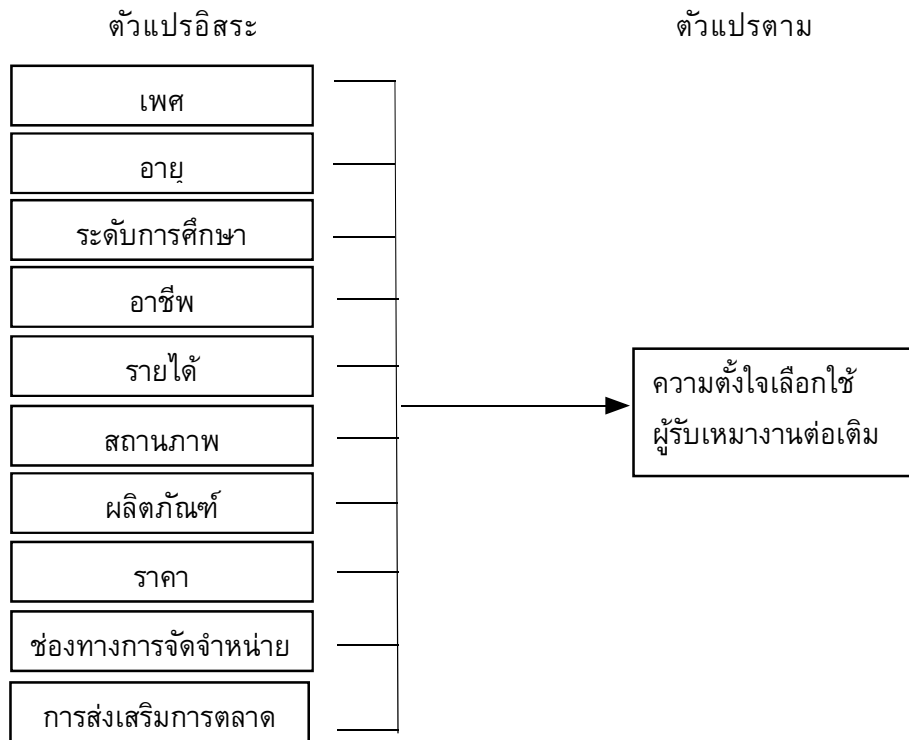 ตัวแปรอิสระ
ตัวแปรตาม
เพศ
อายุ
ระดับการศึกษา
อาชีพ
รายได้
สถานภาพ
ผลิตภัณฑ์
ราคา
ช่องทางการจัดจำหน่าย
การส่งเสริมการตลาด
ความตั้งใจเลือกใช้
ผู้รับเหมางานต่อเติม